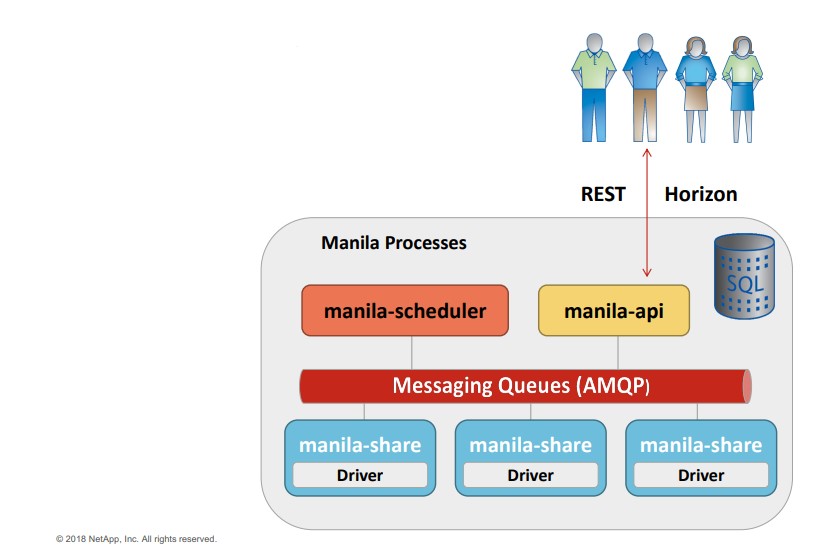 REST Horizon
Manila Processes
SQL
manila-scheduler manila-api
Messaging Queues (AMQP)
manila-share manila-share manila-share
Driver Driver Driver
© 2018 NetApp, Inc. All rights reserved.